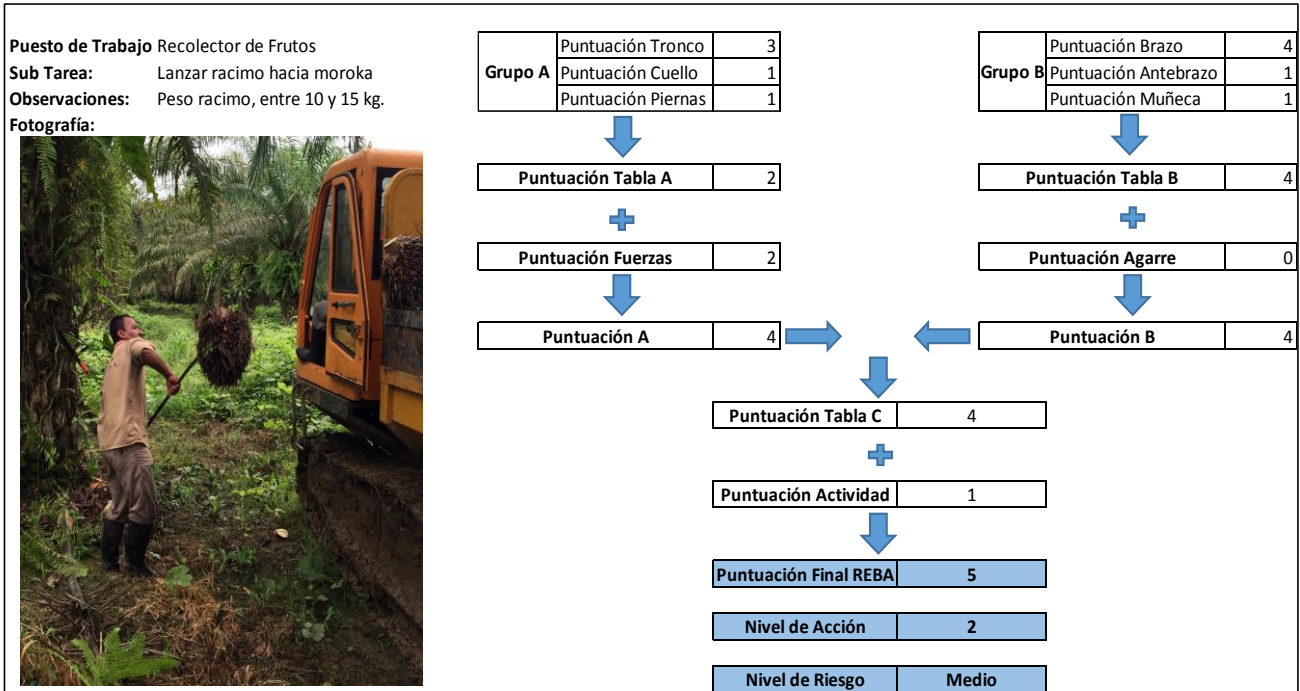 Puesto de Trabajo Recolector de Frutos
Sub Tarea: Lanzar racimo hacia moroka
Observaciones: Peso racimo, entre 10 y 15 kg.
Fotografía:
Grupo A
Puntuación Tronco 3
Puntuación Cuello 1
Puntuación Piernas 1
Puntuación Tabla A 2
Puntuación Fuerzas 2
Puntuación A 4
Grupo B
Puntuación Brazo 4
Puntuación Antebrazo 1
Puntuación Muñeca 1
Puntuación Tabla B 4
Puntuación Agarre 0
Puntuación B 4
Puntuación Tabla C 4
Puntuación Actividad 1
Puntuación Final REBA 5
Nivel de Acción 2
Nivel de Riesgo Medio